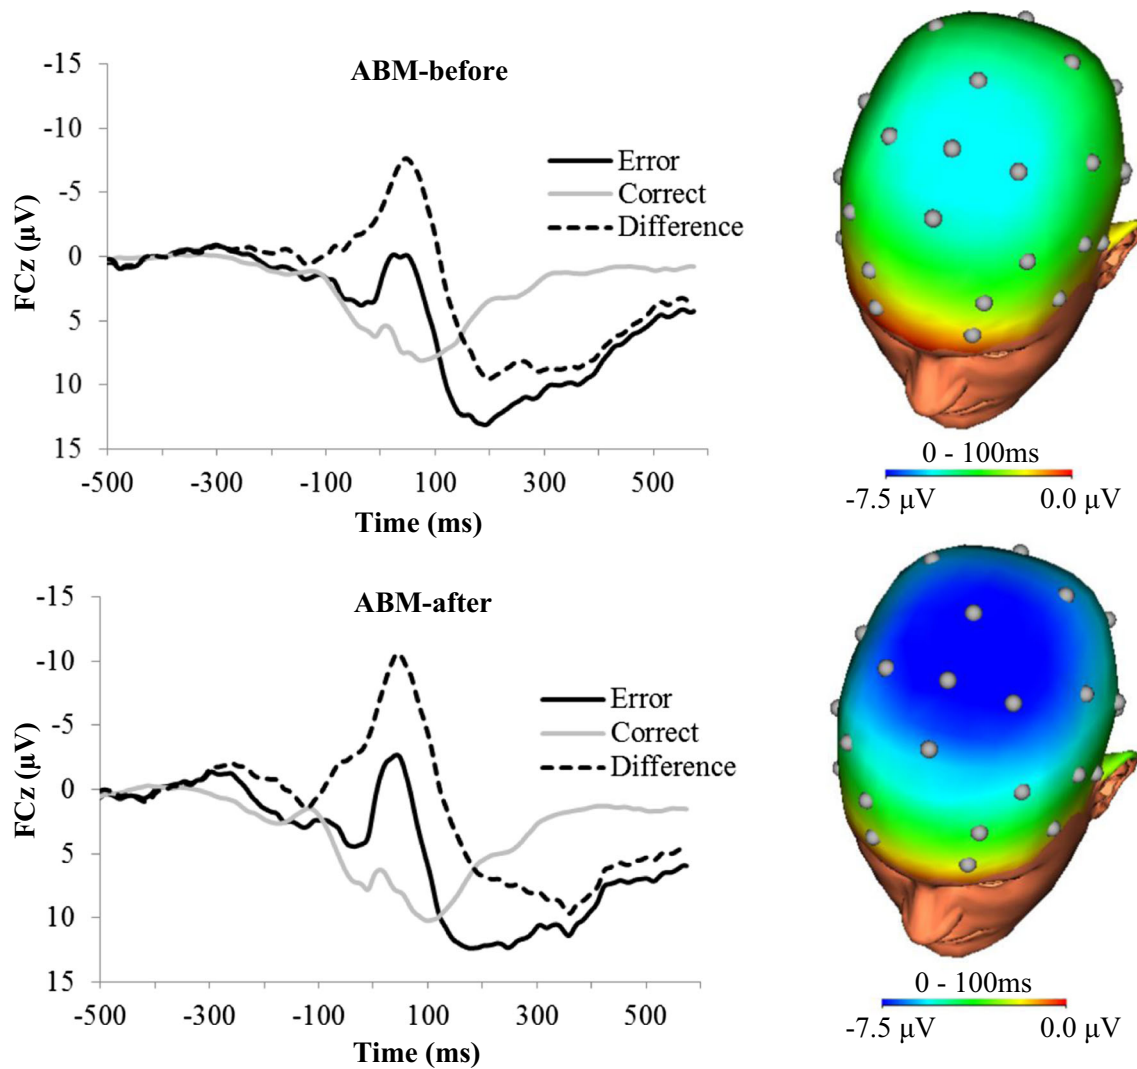 ABM-before
-15
-10
-5
0
5
10
15
FCz (µV)
Error
Correct
Difference
-500 -300 -100 100 300 500
Time (ms)
0 - 100ms
-7.5 µV 0.0 µV
ABM-after
-15
-10
-5
0
5
10
15
FCz (µV)
Error
Correct
Difference
-500 -300 -100 100 300 500
Time (ms)
0 - 100ms
-7.5 µV 0.0 µV